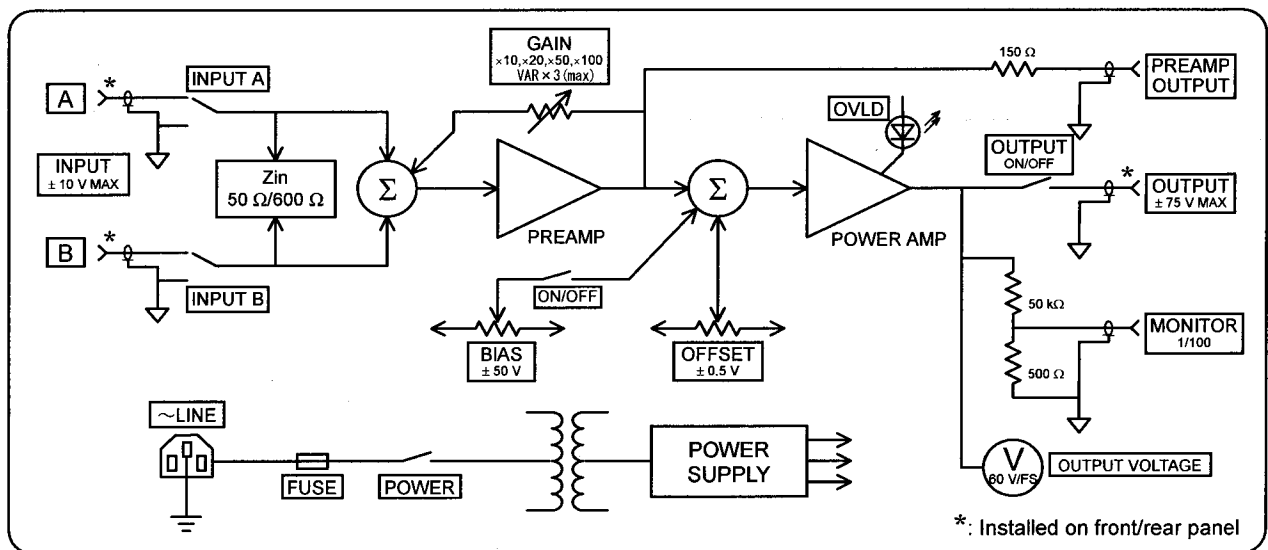 GAIN
×10,×20,×50,×100
VAR × 3 (max)
150 Ω
PREAMP
OUTPUT
*
INPUT A
A
OVLD
OUTPUT
ON/OFF
INPUT
± 10 V MAX
Zin
50 Ω/600 Ω
Σ
Σ
*
OUTPUT
± 75 V MAX
*
B
PREAMP
POWER AMP
INPUT B
ON/OFF
50 kΩ
MONITOR
1/100
BIAS
± 50 V
OFFSET
± 0.5 V
500 Ω
～LINE
FUSE
POWER
POWER
SUPPLY
V
60 V/FS
OUTPUT VOLTAGE
*: Installed on front/rear panel